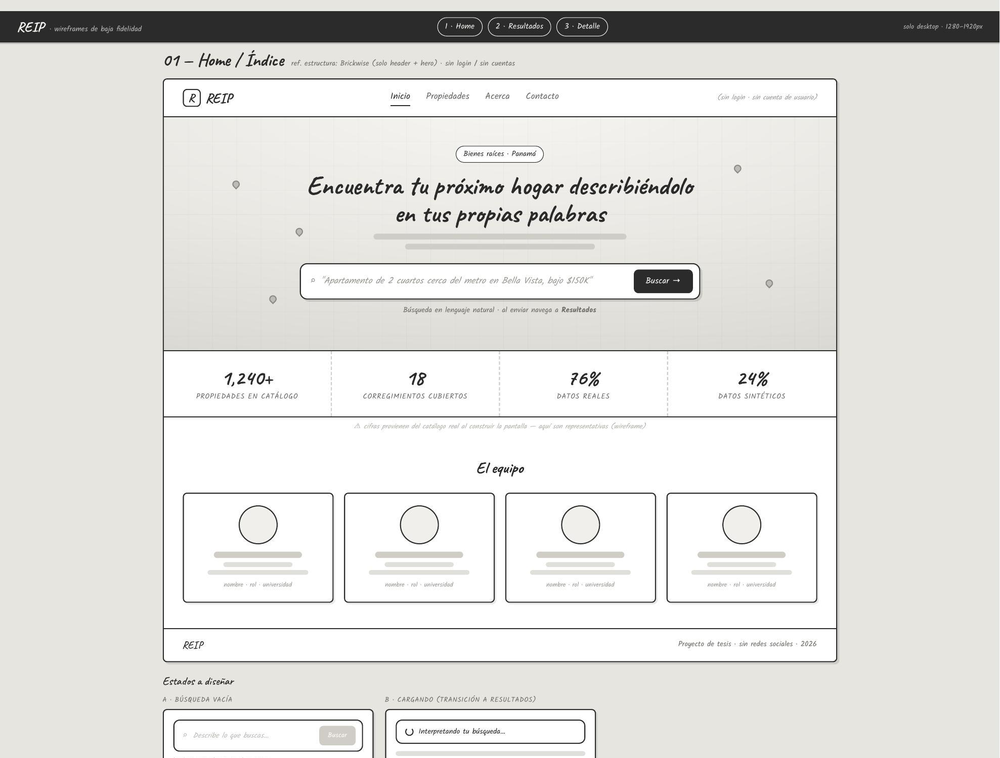 REIP · wireframes de baja fidelidad
1 · Home
2 · Resultados
3 · Detalle
solo desktop · 1280–1920px
01 — Home / Índice
ref. estructura: Brickwise (solo header + hero) · sin login / sin cuentas
R REIP
Inicio
Propiedades
Acerca
Contacto
(sin login · sin cuenta de usuario)
Bienes raíces · Panamá
Encuentra tu próximo hogar describiéndolo
en tus propias palabras
"Apartamento de 2 cuartos cerca del metro en Bella Vista, bajo $150K"
Buscar →
Búsqueda en lenguaje natural · al enviar navega a Resultados
1,240+
PROPIEDADES EN CATÁLOGO
18
CORREGIMIENTOS CUBIERTOS
76%
DATOS REALES
24%
DATOS SINTÉTICOS
⚠ cifras provienen del catálogo real al construir la pantalla — aquí son representativas (wireframe)
El equipo
nombre · rol · universidad
nombre · rol · universidad
nombre · rol · universidad
nombre · rol · universidad
REIP
Proyecto de tesis · sin redes sociales · 2026
Estados a diseñar
A · BÚSQUEDA VACÍA
Describe lo que buscas...
Buscar
B · CARGANDO (TRANSICIÓN A RESULTADOS)
Interpretando tu búsqueda...